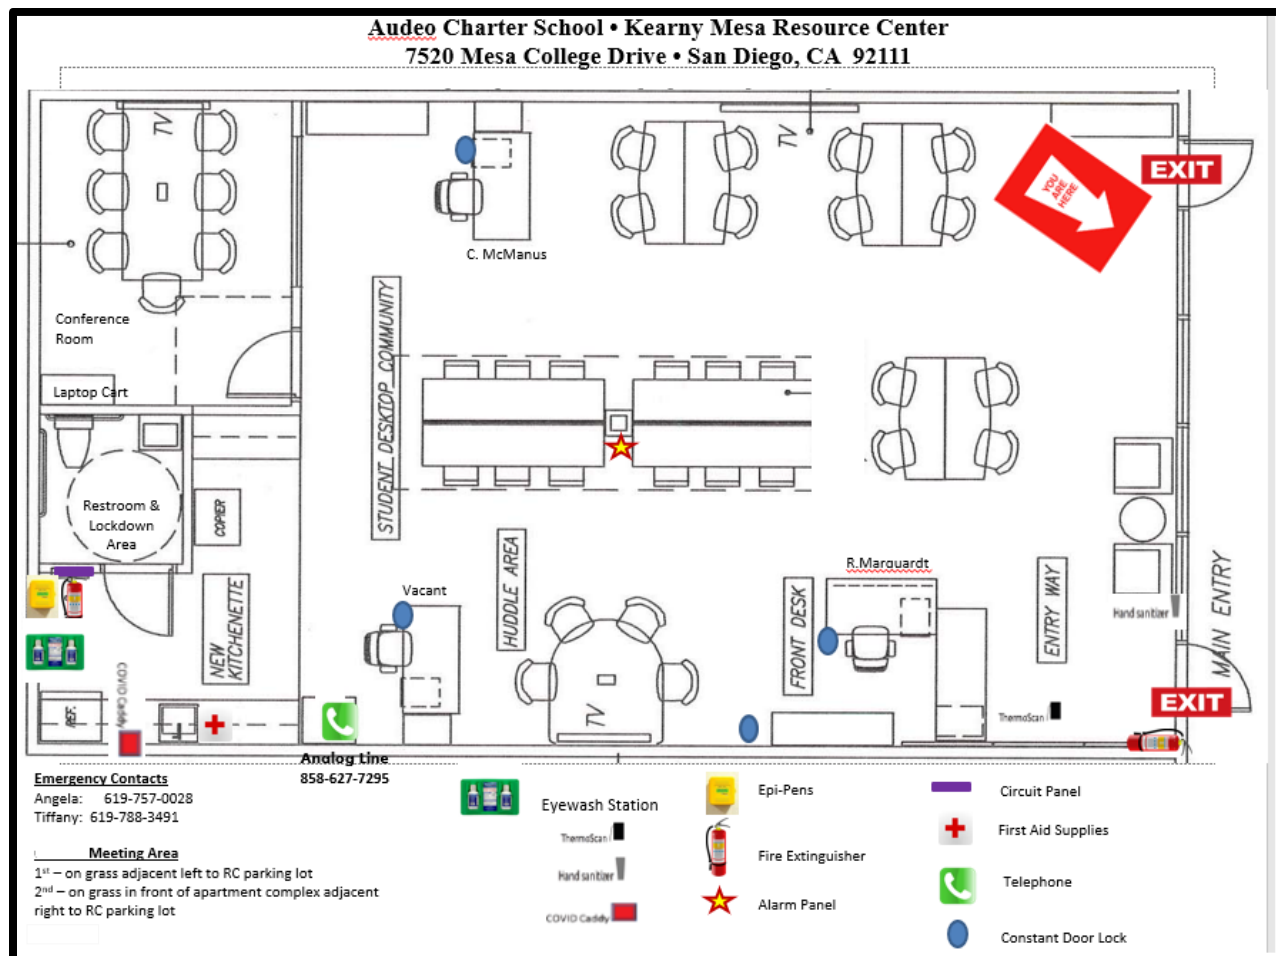 Audeo Charter School • Kearny Mesa Resource Center
7520 Mesa College Drive • San Diego, CA  92111
TV
TV
YOU
ARE
HERE
EXIT
C. McManus
Conference
Room
Laptop Cart
STUDENT DESKTOP COMMUNITY
Restroom &
Lockdown
Area
COPIER
HUDDLE AREA
R.Marquardt
Vacant
NEW
KITCHENETTE
FRONT DESK
ENTRY WAY
Hand sanitizer
MAIN ENTRY
REF.
COVID Caddy
TV
ThermoScan
EXIT
Analog Line
858-627-7295
Emergency Contacts
Angela: 619-757-0028
Tiffany: 619-788-3491
Meeting Area
1st – on grass adjacent left to RC parking lot
2nd – on grass in front of apartment complex adjacent
right to RC parking lot
Eyewash Station
ThermoScan
Hand sanitizer
COVID Caddy
Epi-Pens
Fire Extinguisher
Alarm Panel
Circuit Panel
First Aid Supplies
Telephone
Constant Door Lock